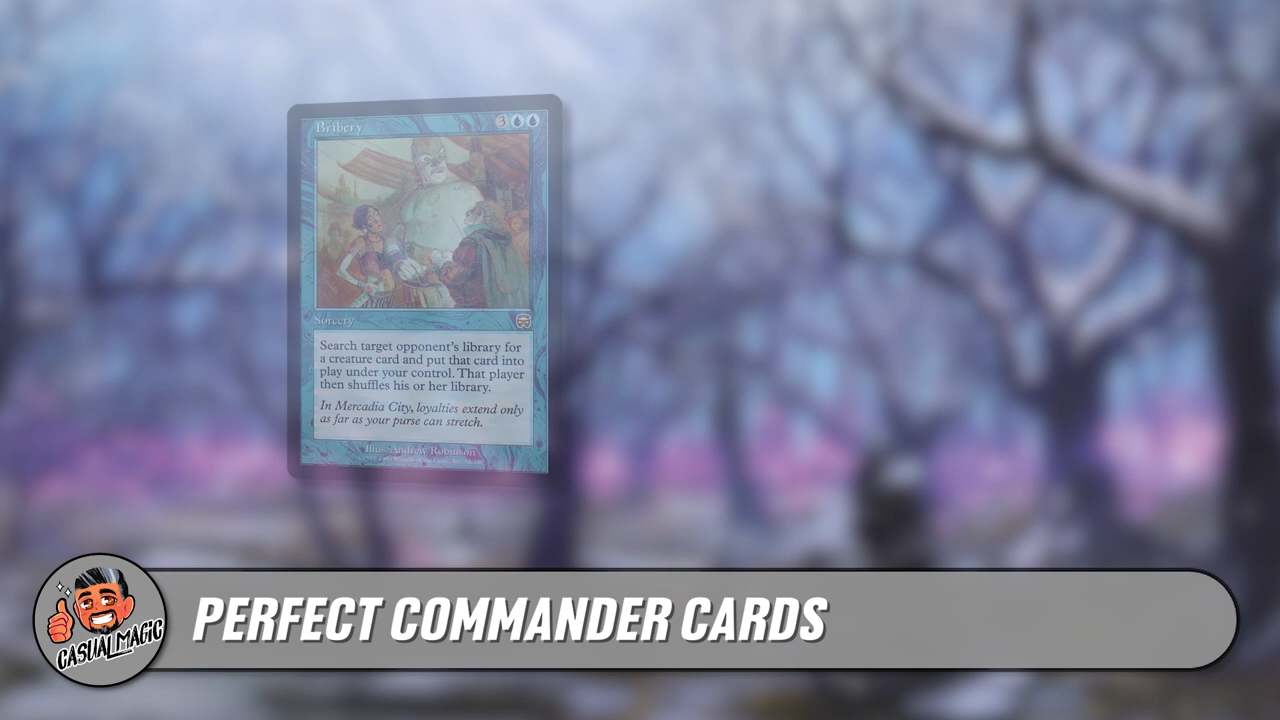 Bribery 3
Sorcery
Search target opponent's library for
a creature card and put that card into
play under your control. That player
then shuffles his or her library.
In Mercadia City, loyalties extend only
as far as your purse can stretch.
Illus. Andrew Robinson
CASUAL MAGIC
PERFECT COMMANDER CARDS